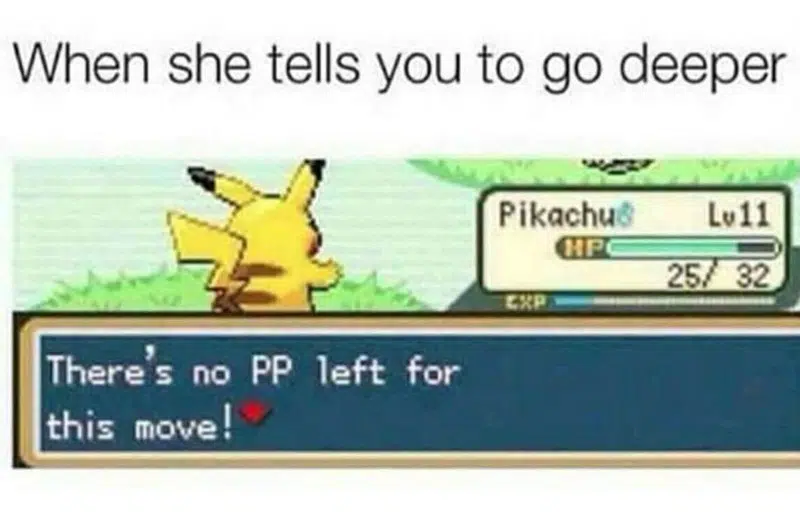 When she tells you to go deeper
Pikachu♂ Lv11
HP
25/ 32
EXP
There's no PP left for
this move!